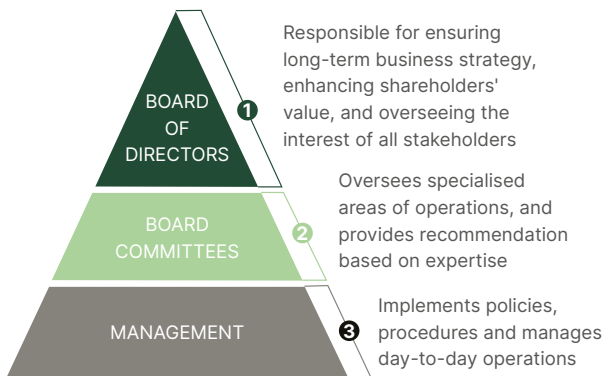 BOARD
OF
DIRECTORS
1
Responsible for ensuring
long-term business strategy,
enhancing shareholders'
value, and overseeing the
interest of all stakeholders
BOARD
COMMITTEES
2
Oversees specialised
areas of operations, and
provides recommendation
based on expertise
MANAGEMENT
3
Implements policies,
procedures and manages
day-to-day operations